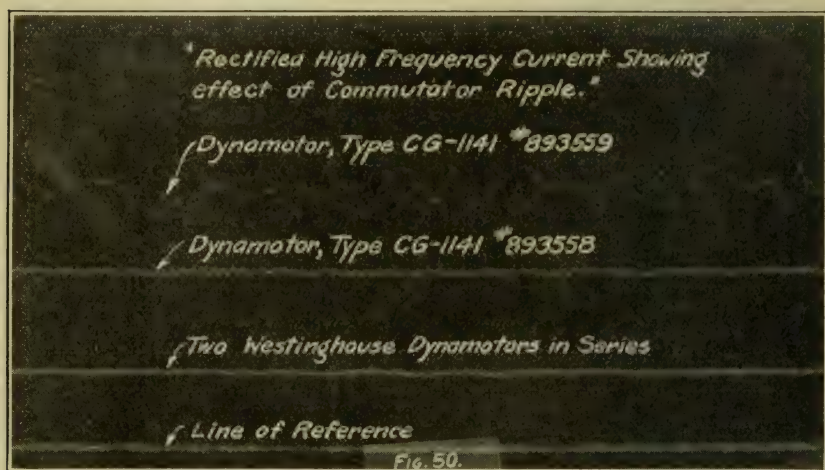 "Rectified High Frequency Current Showing
effect of Commutator Ripple."
Dynamotor, Type CG-1141 #893559
Dynamotor, Type CG-1141 #893558
Two Westinghouse Dynamotors in Series
Line of Reference
FIG. 50.